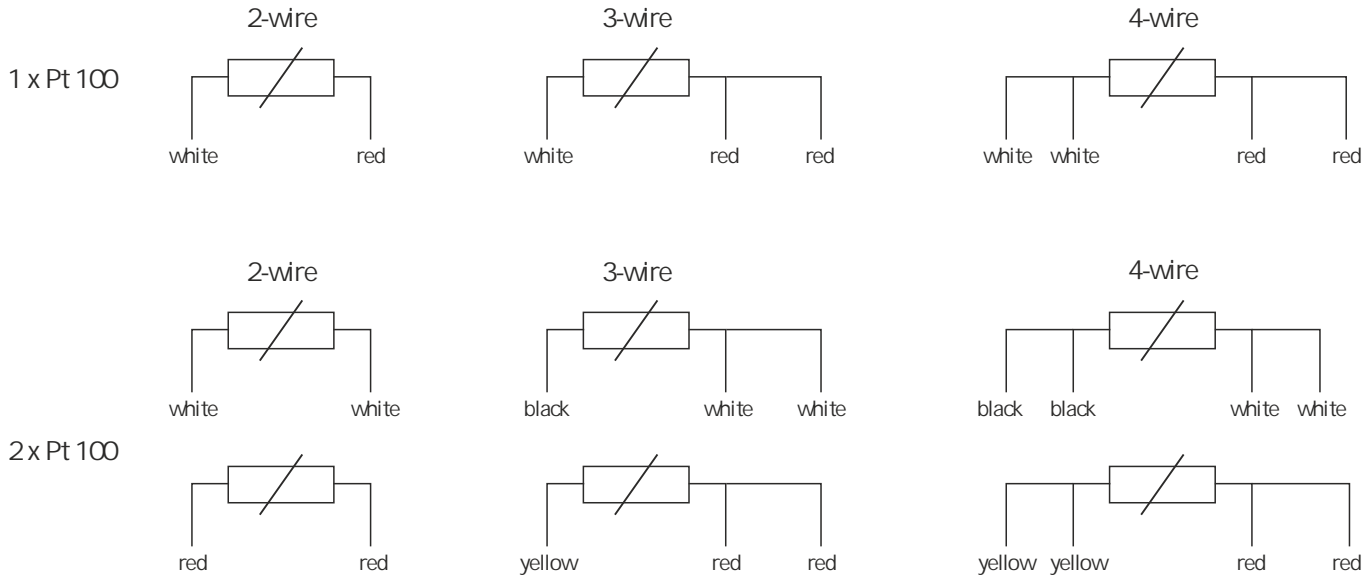 2-wire 3-wire 4-wire
1 x Pt 100
white red white red red white white red red
2-wire 3-wire 4-wire
white white black white white black black white white
2 x Pt 100
red red yellow red red yellow yellow red red